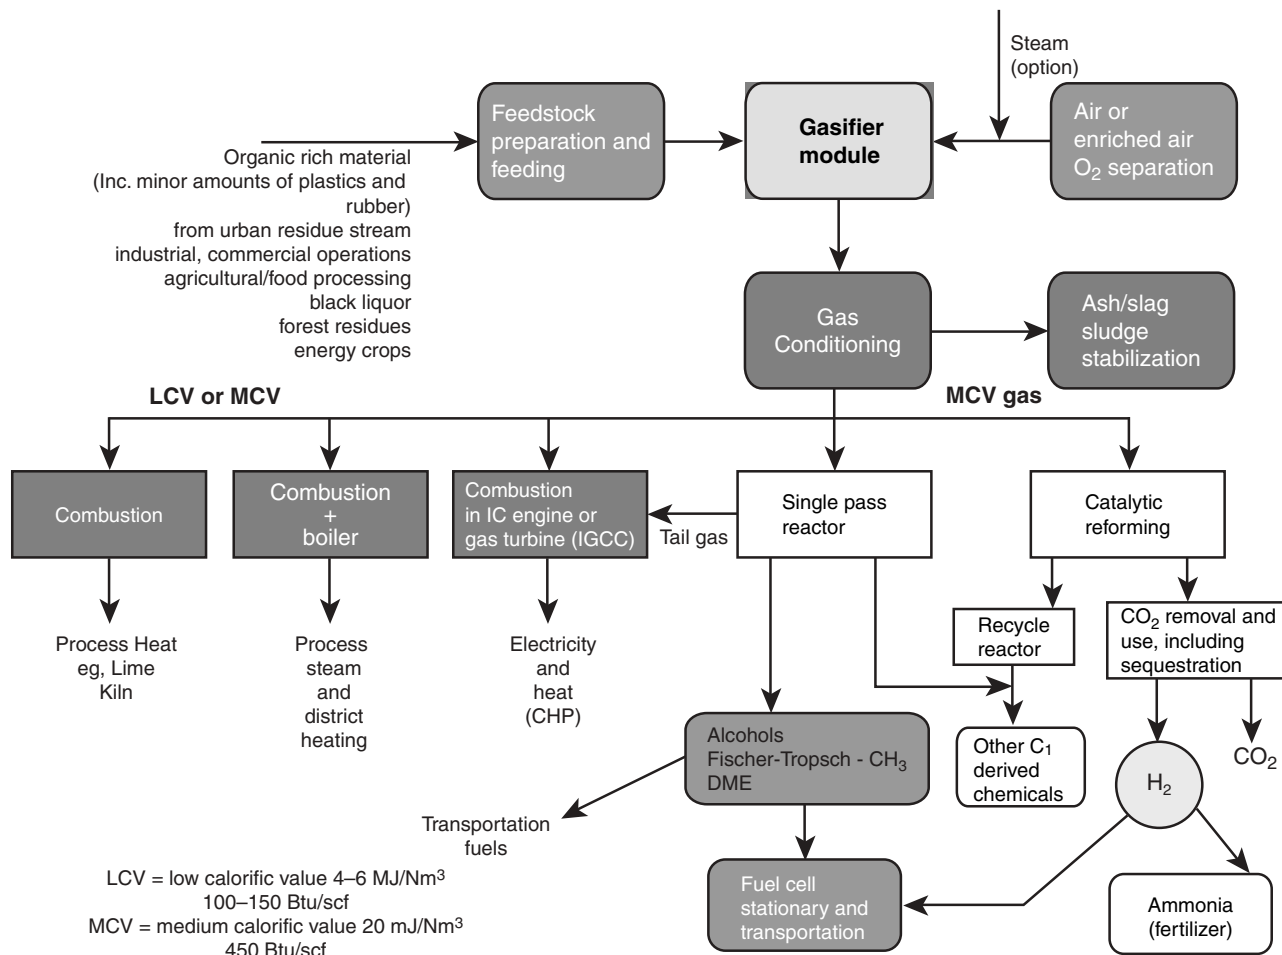 Steam
(option)
Feedstock
preparation and
feeding
Gasifier
module
Air or
enriched air
O₂ separation
Organic rich material
(Inc. minor amounts of plastics and
rubber)
from urban residue stream
industrial, commercial operations
agricultural/food processing
black liquor
forest residues
energy crops
Gas
Conditioning
Ash/slag
sludge
stabilization
LCV or MCV
MCV gas
Combustion
Combustion
+
boiler
Combustion
in IC engine or
gas turbine (IGCC)
Tail gas
Single pass
reactor
Catalytic
reforming
Process Heat
eg, Lime
Kiln
Process
steam
and
district
heating
Electricity
and
heat
(CHP)
Recycle
reactor
CO₂ removal and
use, including
sequestration
Alcohols
Fischer-Tropsch - CH₃
DME
Other C₁
derived
chemicals
H₂
CO₂
Transportation
fuels
Fuel cell
stationary and
transportation
Ammonia
(fertilizer)
LCV = low calorific value 4–6 MJ/Nm³
100–150 Btu/scf
MCV = medium calorific value 20 mJ/Nm³
450 Btu/scf